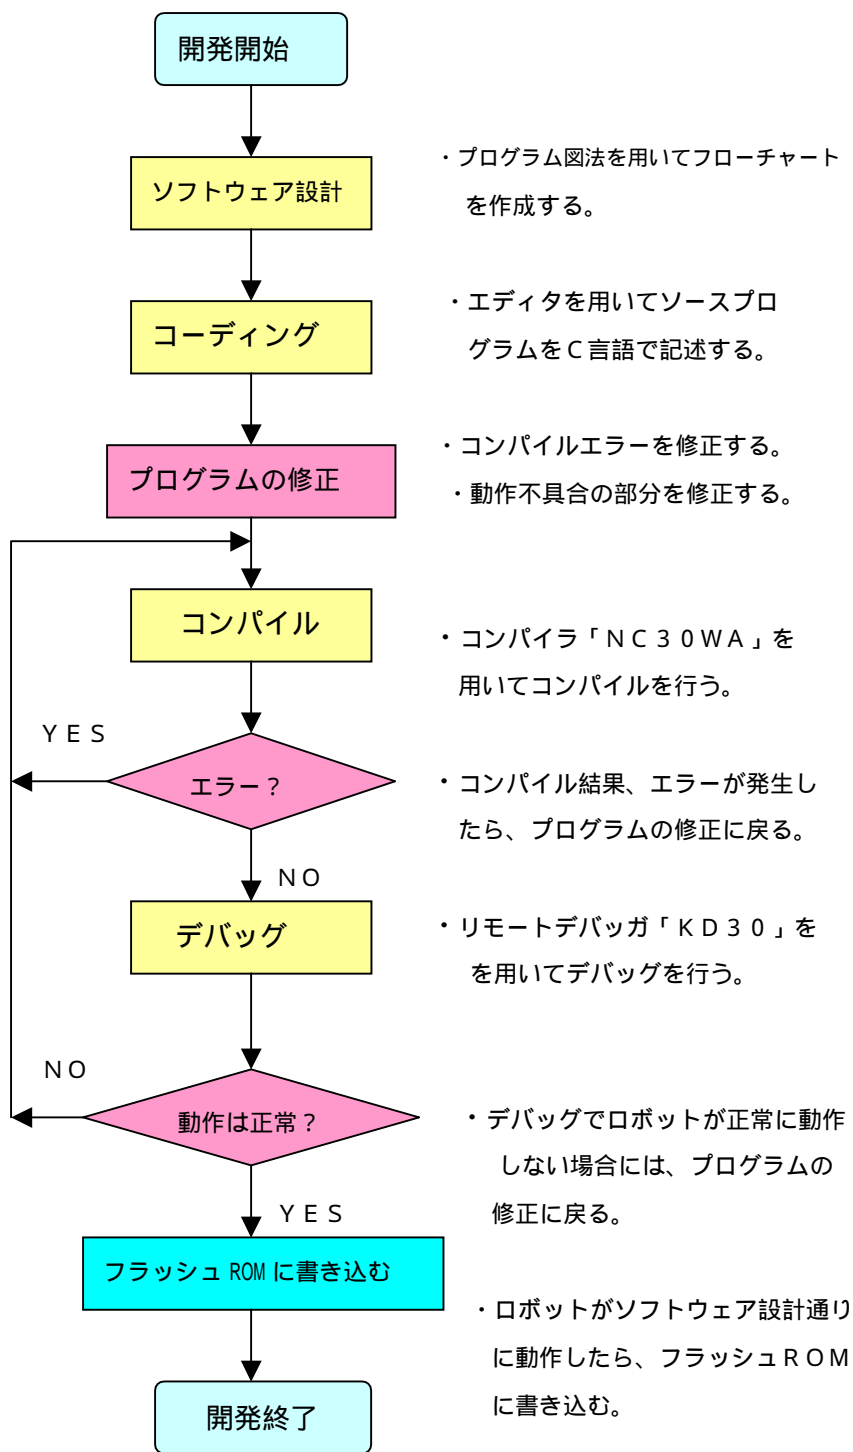 開発開始
ソフトウェア設計
・プログラム図法を用いてフローチャート
を作成する。
コーディング
・エディタを用いてソースプロ
グラムをＣ言語で記述する。
プログラムの修正
・コンパイルエラーを修正する。
・動作不具合の部分を修正する。
コンパイル
・コンパイラ「ＮＣ３０ＷＡ」を
用いてコンパイルを行う。
ＹＥＳ
エラー？
・コンパイル結果、エラーが発生し
たら、プログラムの修正に戻る。
ＮＯ
デバッグ
・リモートデバッガ「ＫＤ３０」を
を用いてデバッグを行う。
ＮＯ
動作は正常？
・デバッグでロボットが正常に動作
しない場合には、プログラムの
修正に戻る。
ＹＥＳ
フラッシュ ROM に書き込む
・ロボットがソフトウェア設計通り
に動作したら、フラッシュＲＯＭ
に書き込む。
開発終了